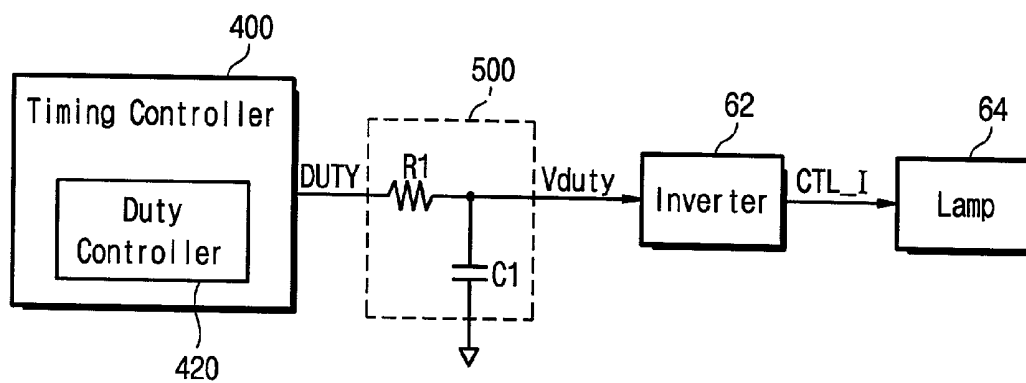 400
500
62
64
Timing Controller
DUTY
R1
Vduty
Inverter
CTL_I
Lamp
Duty
Controller
C1
420